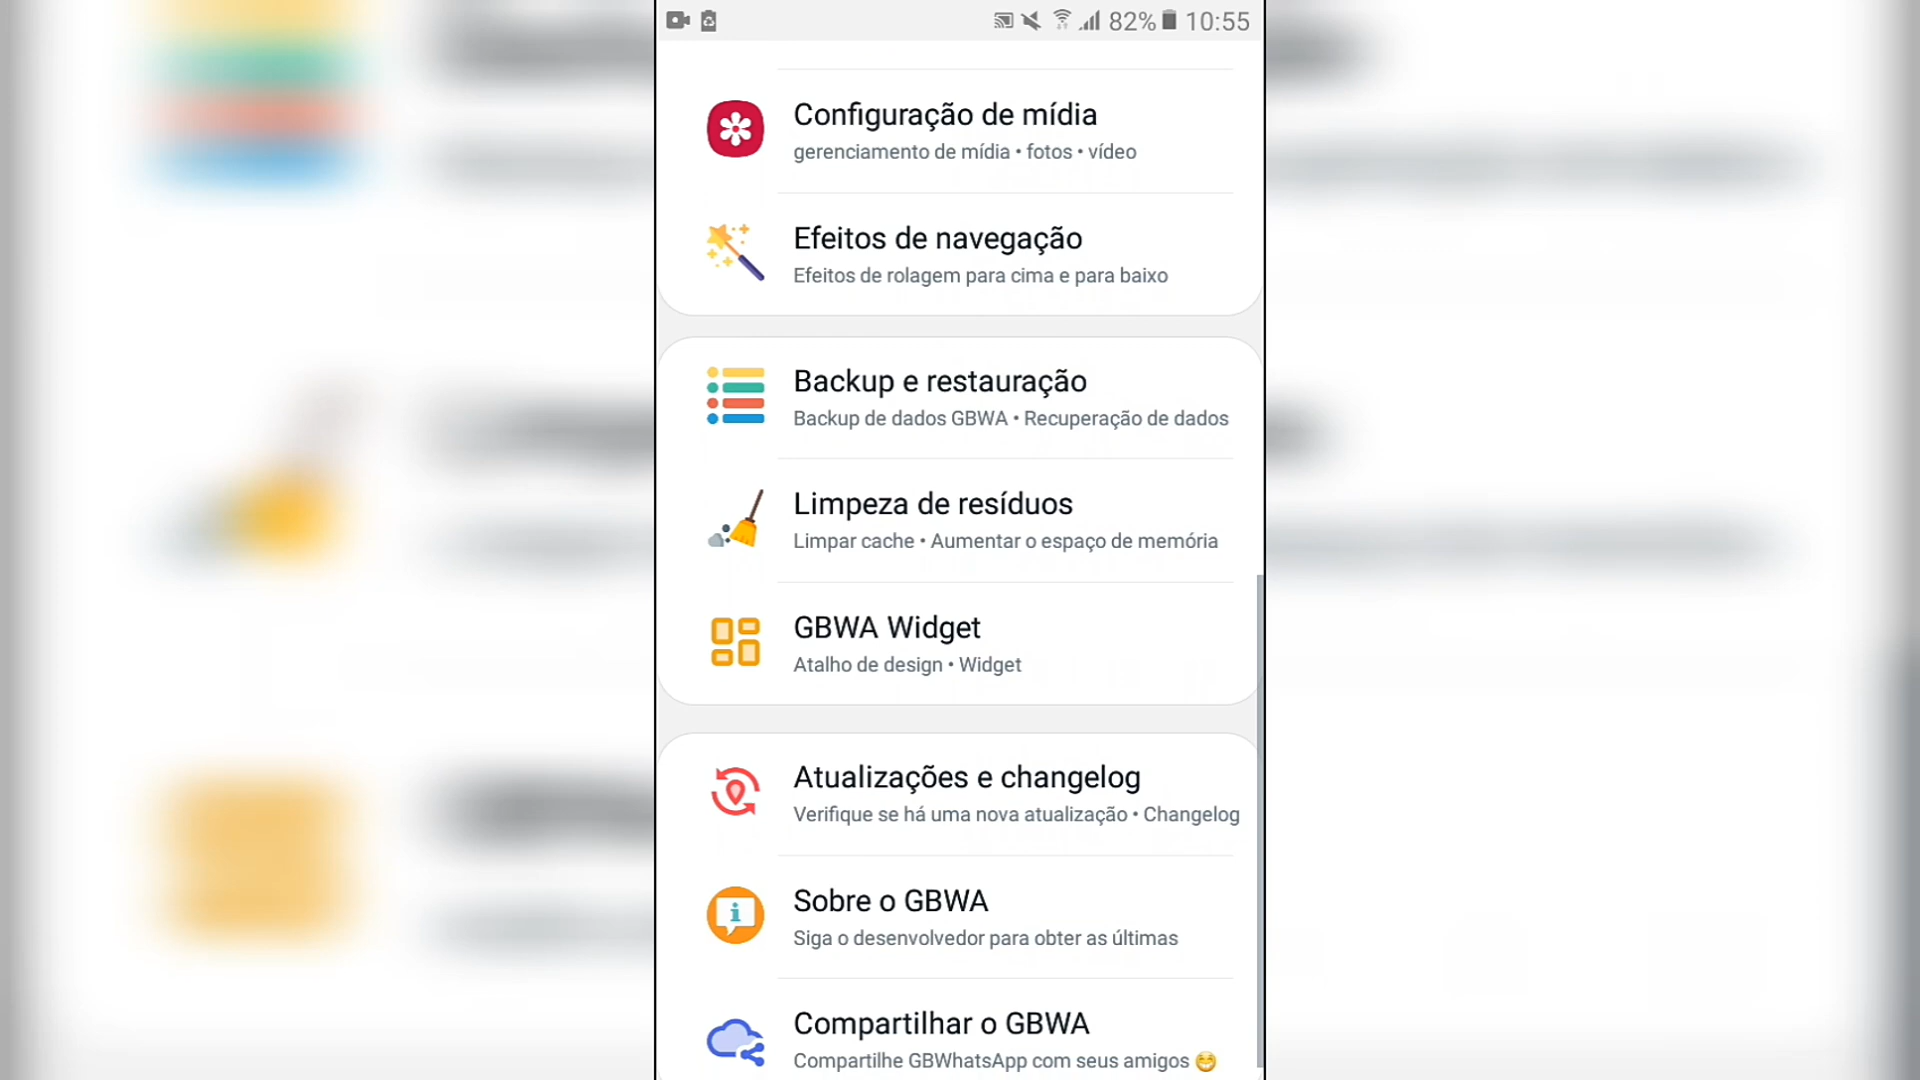 82% 10:55
Configuração de mídia
gerenciamento de mídia • fotos • vídeo
Efeitos de navegação
Efeitos de rolagem para cima e para baixo
Backup e restauração
Backup de dados GBWA • Recuperação de dados
Limpeza de resíduos
Limpar cache • Aumentar o espaço de memória
GBWA Widget
Atalho de design • Widget
Atualizações e changelog
Verifique se há uma nova atualização • Changelog
Sobre o GBWA
Siga o desenvolvedor para obter as últimas
Compartilhar o GBWA
Compartilhe GBWhatsApp com seus amigos 😁